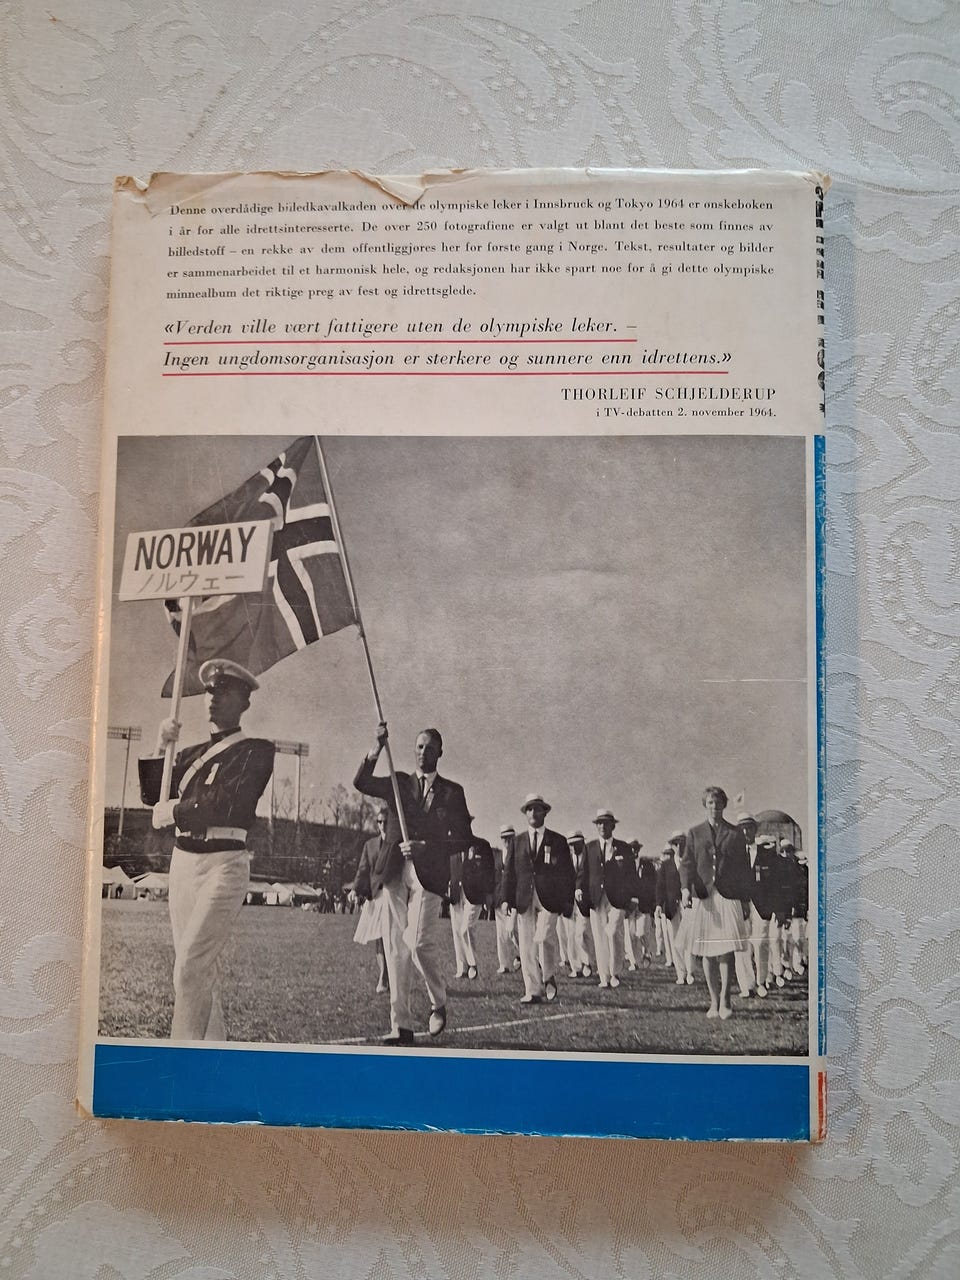 Denne overdådige billedkavalkaden over de olympiske leker i Innsbruck og Tokyo 1964 er ønskeboken
i år for alle idrettsinteresserte. De over 250 fotografiene er valgt ut blant det beste som finnes av
billedstoff – en rekke av dem offentliggjøres her for første gang i Norge. Tekst, resultater og bilder
er sammenarbeidet til et harmonisk hele, og redaksjonen har ikke spart noe for å gi dette olympiske
minnealbum det riktige preg av fest og idrettsglede.
«Verden ville vært fattigere uten de olympiske leker. –
Ingen ungdomsorganisasjon er sterkere og sunnere enn idrettens.»
THORLEIF SCHJELDERUP
i TV-debatten 2. november 1964.
NORWAY
ノルウェー